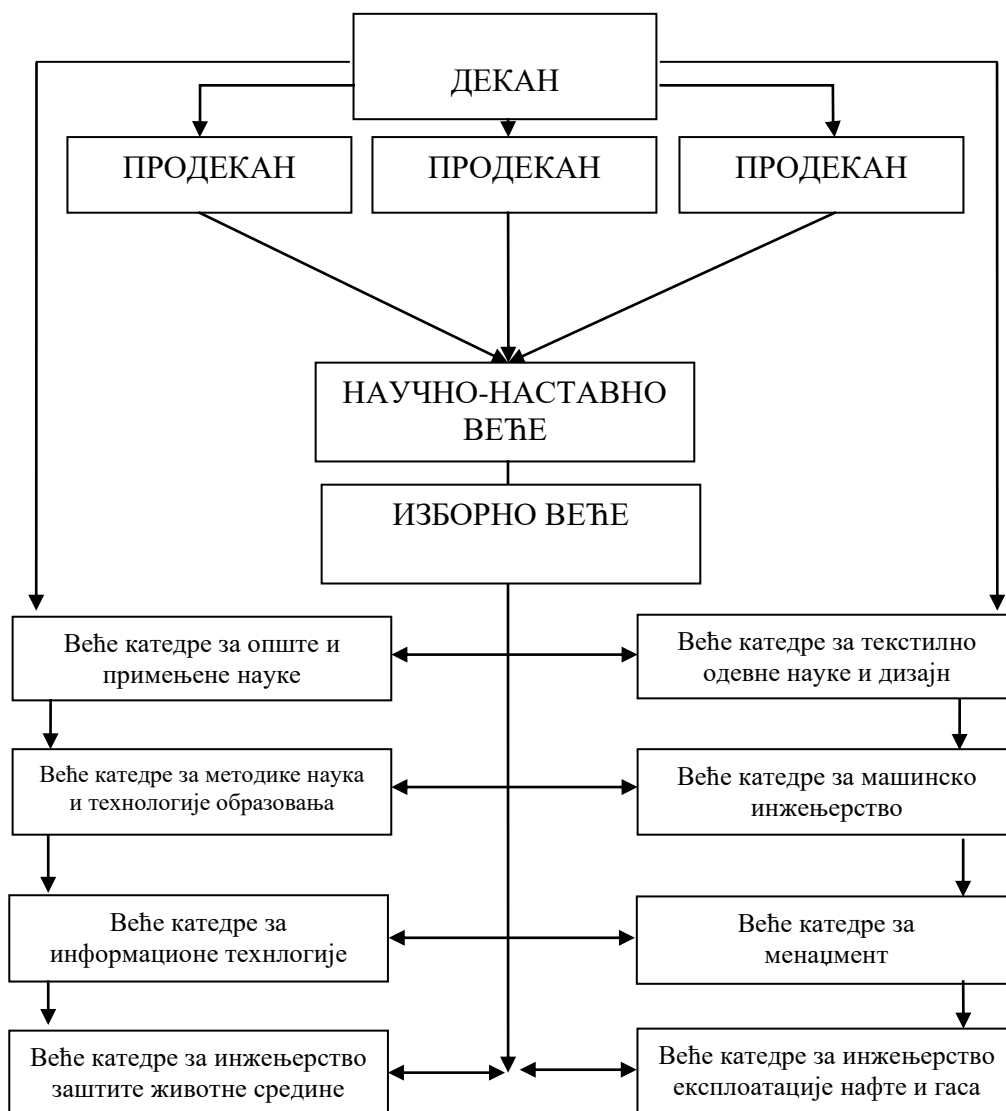 ДЕКАН
ПРОДЕКАН
ПРОДЕКАН
ПРОДЕКАН
НАУЧНО-НАСТАВНО
ВЕЋЕ
ИЗБОРНО ВЕЋЕ
Веће катедре за опште и
примењене науке
Веће катедре за текстилно
одевне науке и дизајн
Веће катедре за методике наука
и технологије образовања
Веће катедре за машинско
инжењерство
Веће катедре за
информационе технлогије
Веће катедре за
менаџмент
Веће катедре за инжењерство
заштите животне средине
Веће катедре за инжењерство
експлоатације нафте и гаса